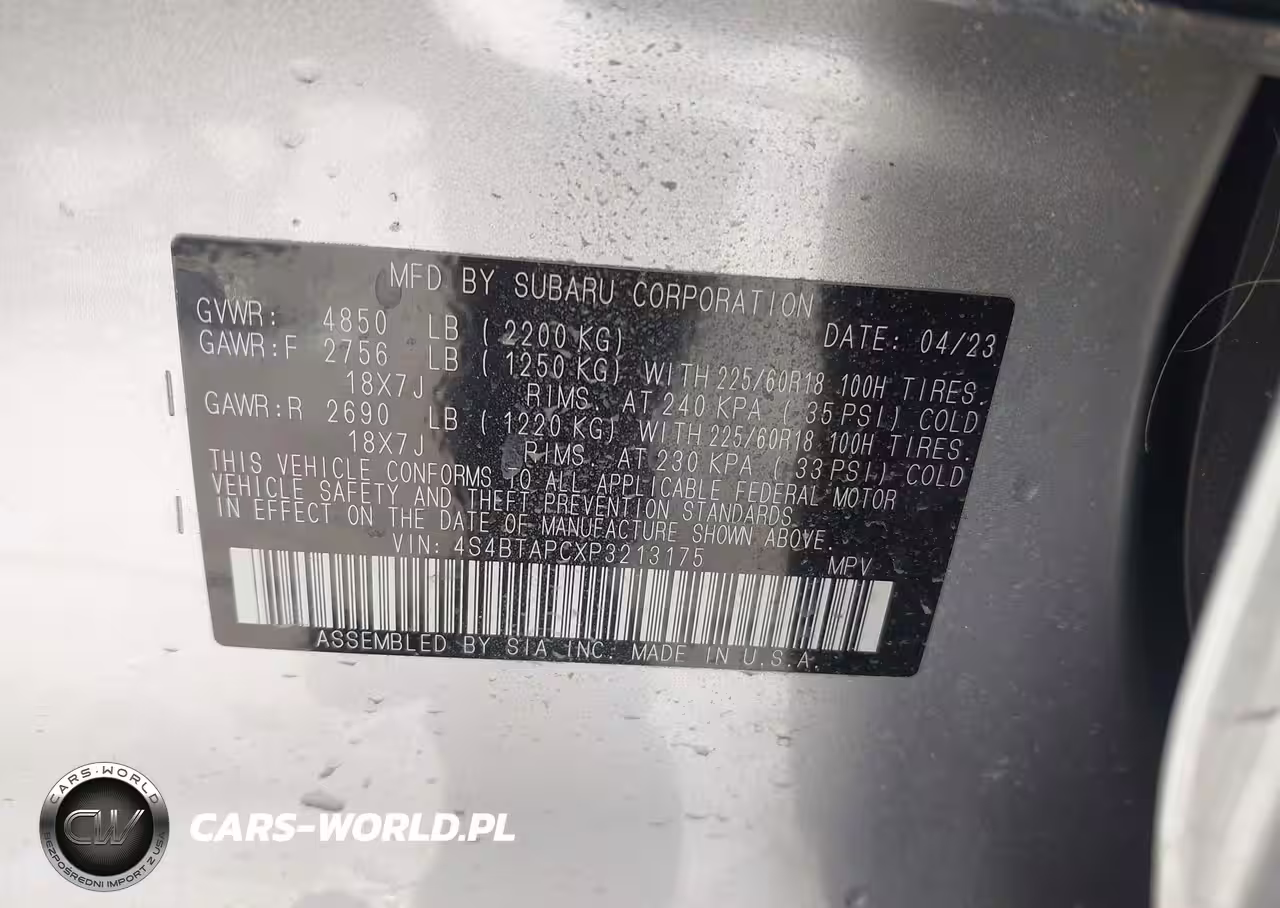 MFD BY SUBARU CORPORATION
GVWR: 4850 LB ( 2200 KG) DATE: 04/23
GAWR:F 2756 LB ( 1250 KG) WITH 225/60R18 100H TIRES.
18X7J RIMS. AT 240 KPA ( 35 PSI) COLD
GAWR:R 2690 LB ( 1220 KG) WITH 225/60R18 100H TIRES.
18X7J RIMS. AT 230 KPA ( 33 PSI) COLD
THIS VEHICLE CONFORMS TO ALL APPLICABLE FEDERAL MOTOR
VEHICLE SAFETY AND THEFT PREVENTION STANDARDS
IN EFFECT ON THE DATE OF MANUFACTURE SHOWN ABOVE.
VIN: 4S4BTAPCXP3213175 MPV
ASSEMBLED BY SIA INC. MADE IN U.S.A.
CARS-WORLD
CW
BEZPOŚREDNI IMPORT Z USA
CARS-WORLD.PL